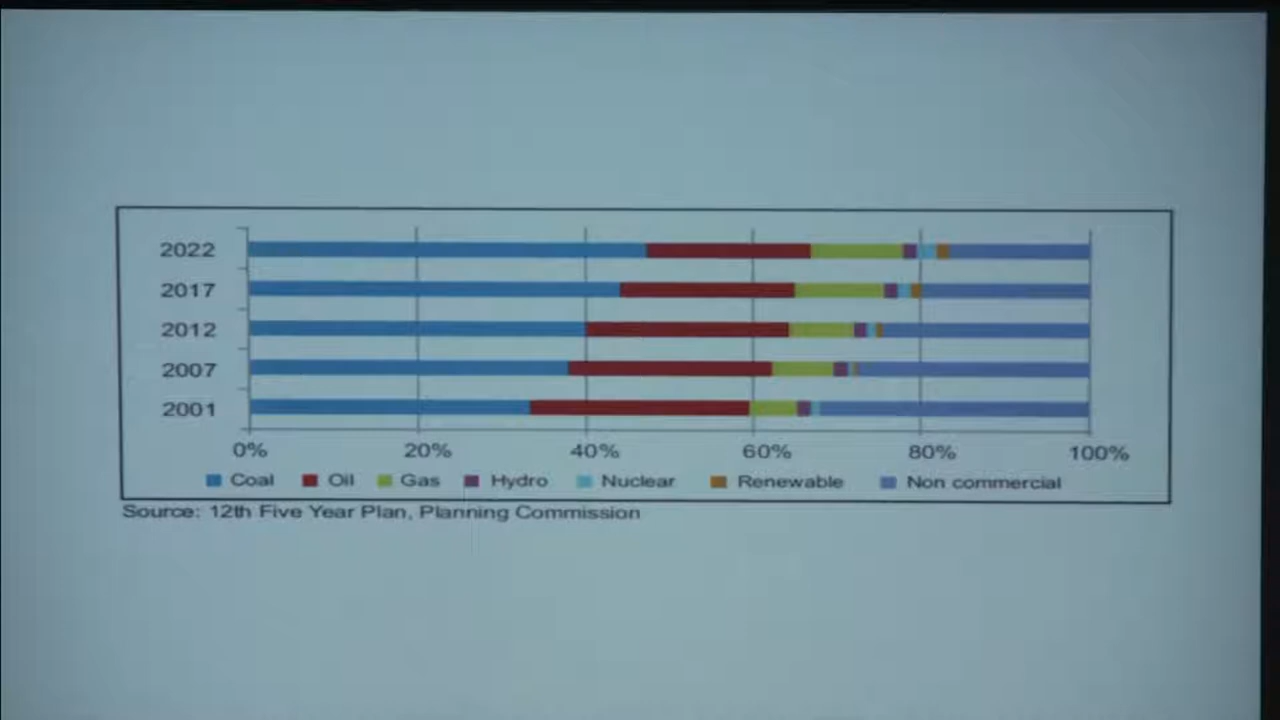 2022
2017
2012
2007
2001
0% 20% 40% 60% 80% 100%
Coal Oil Gas Hydro Nuclear Renewable Non commercial
Source: 12th Five Year Plan, Planning Commission